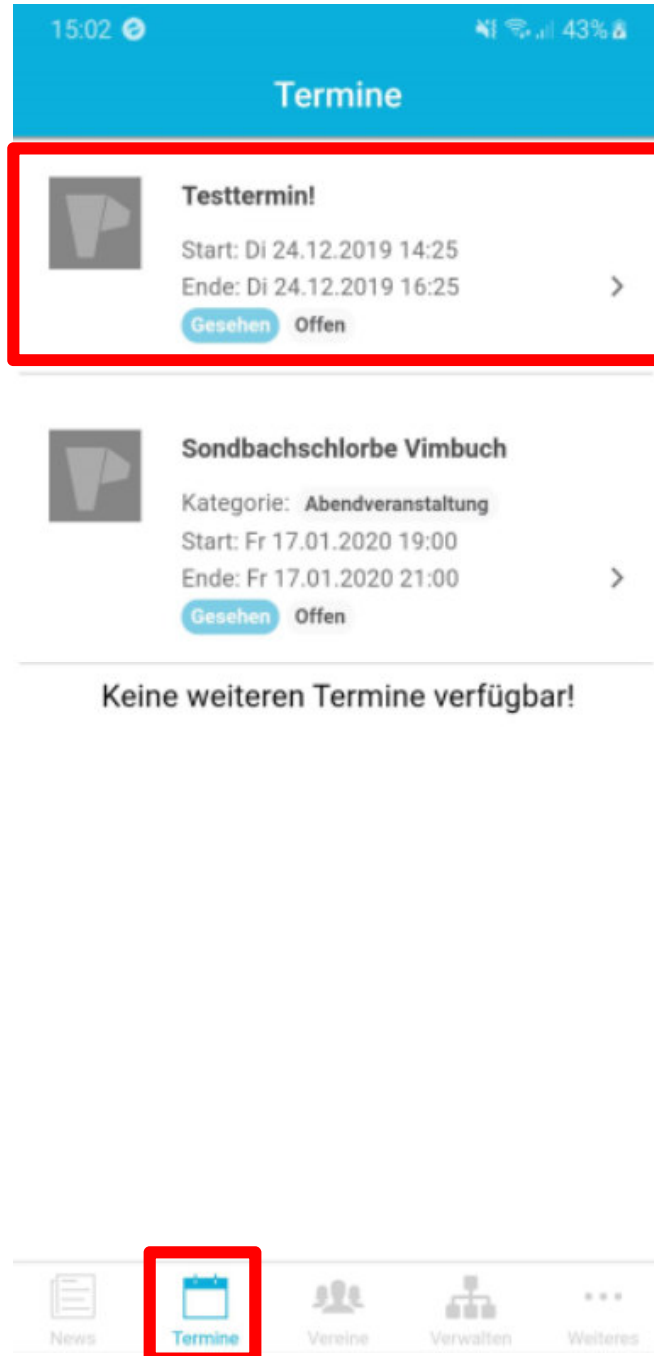 15:02 43%
Termine
Testtermin!
Start: Di 24.12.2019 14:25
Ende: Di 24.12.2019 16:25
Gesehen Offen
Sondbachschlorbe Vimbuch
Kategorie: Abendveranstaltung
Start: Fr 17.01.2020 19:00
Ende: Fr 17.01.2020 21:00
Gesehen Offen
Keine weiteren Termine verfügbar!
News Termine Vereine Verwalten Weiteres